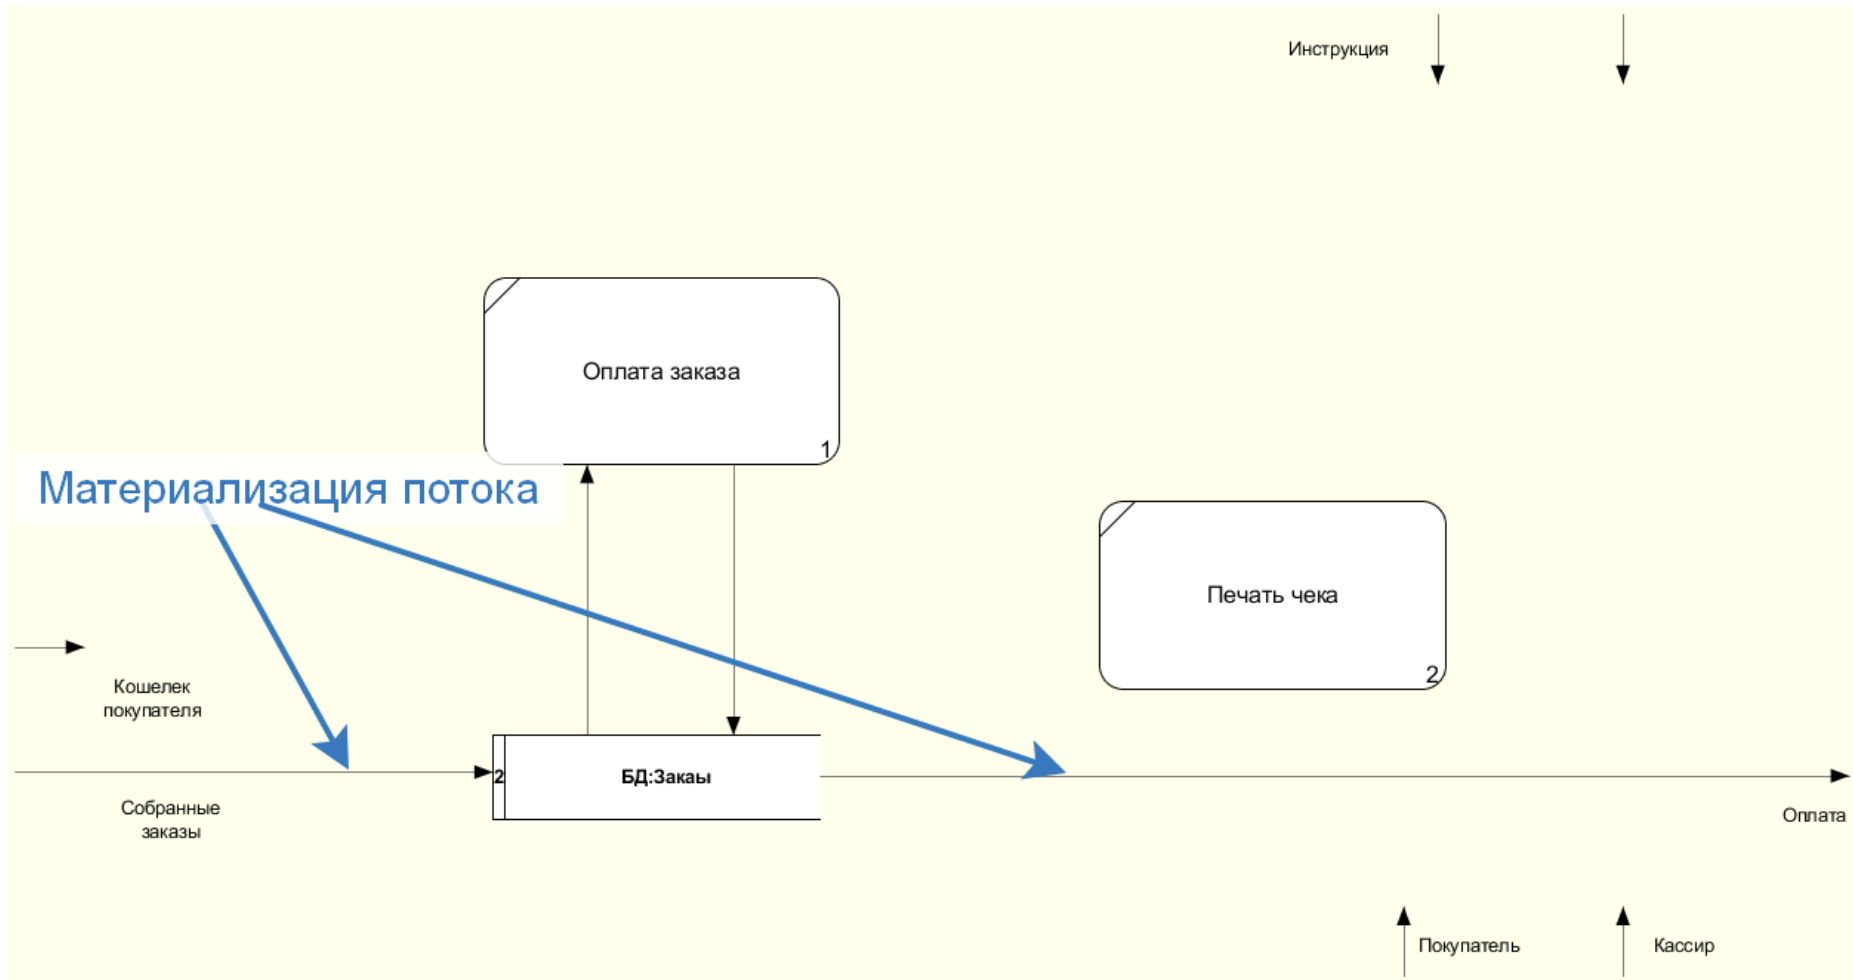 Инструкция
Оплата заказа
1
Материализация потока
Печать чека
2
Кошелек
покупателя
2
БД:Закаы
Собранные
заказы
Оплата
Покупатель
Кассир